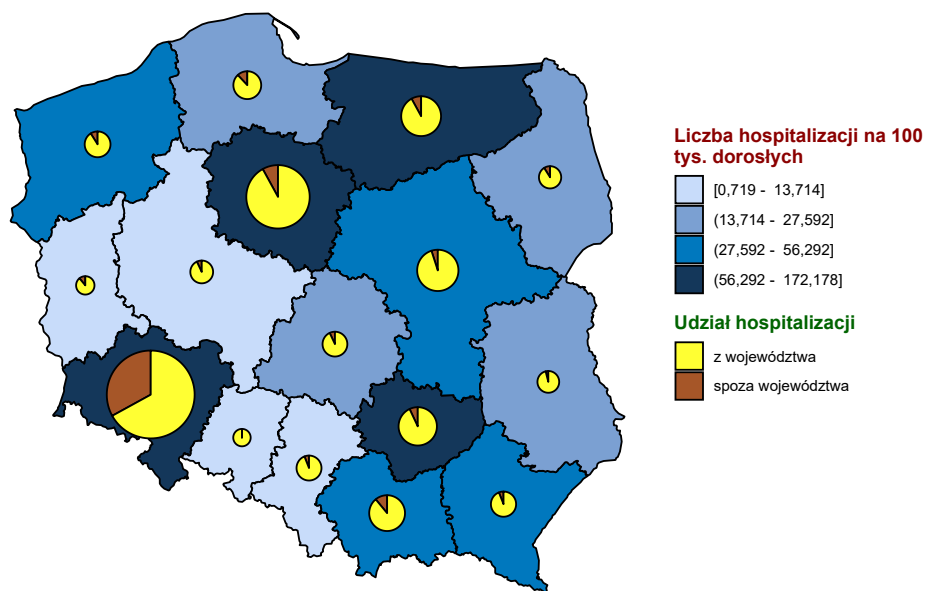 Liczba hospitalizacji na 100
tys. dorosłych
[0,719 - 13,714]
(13,714 - 27,592]
(27,592 - 56,292]
(56,292 - 172,178]
Udział hospitalizacji
z województwa
spoza województwa